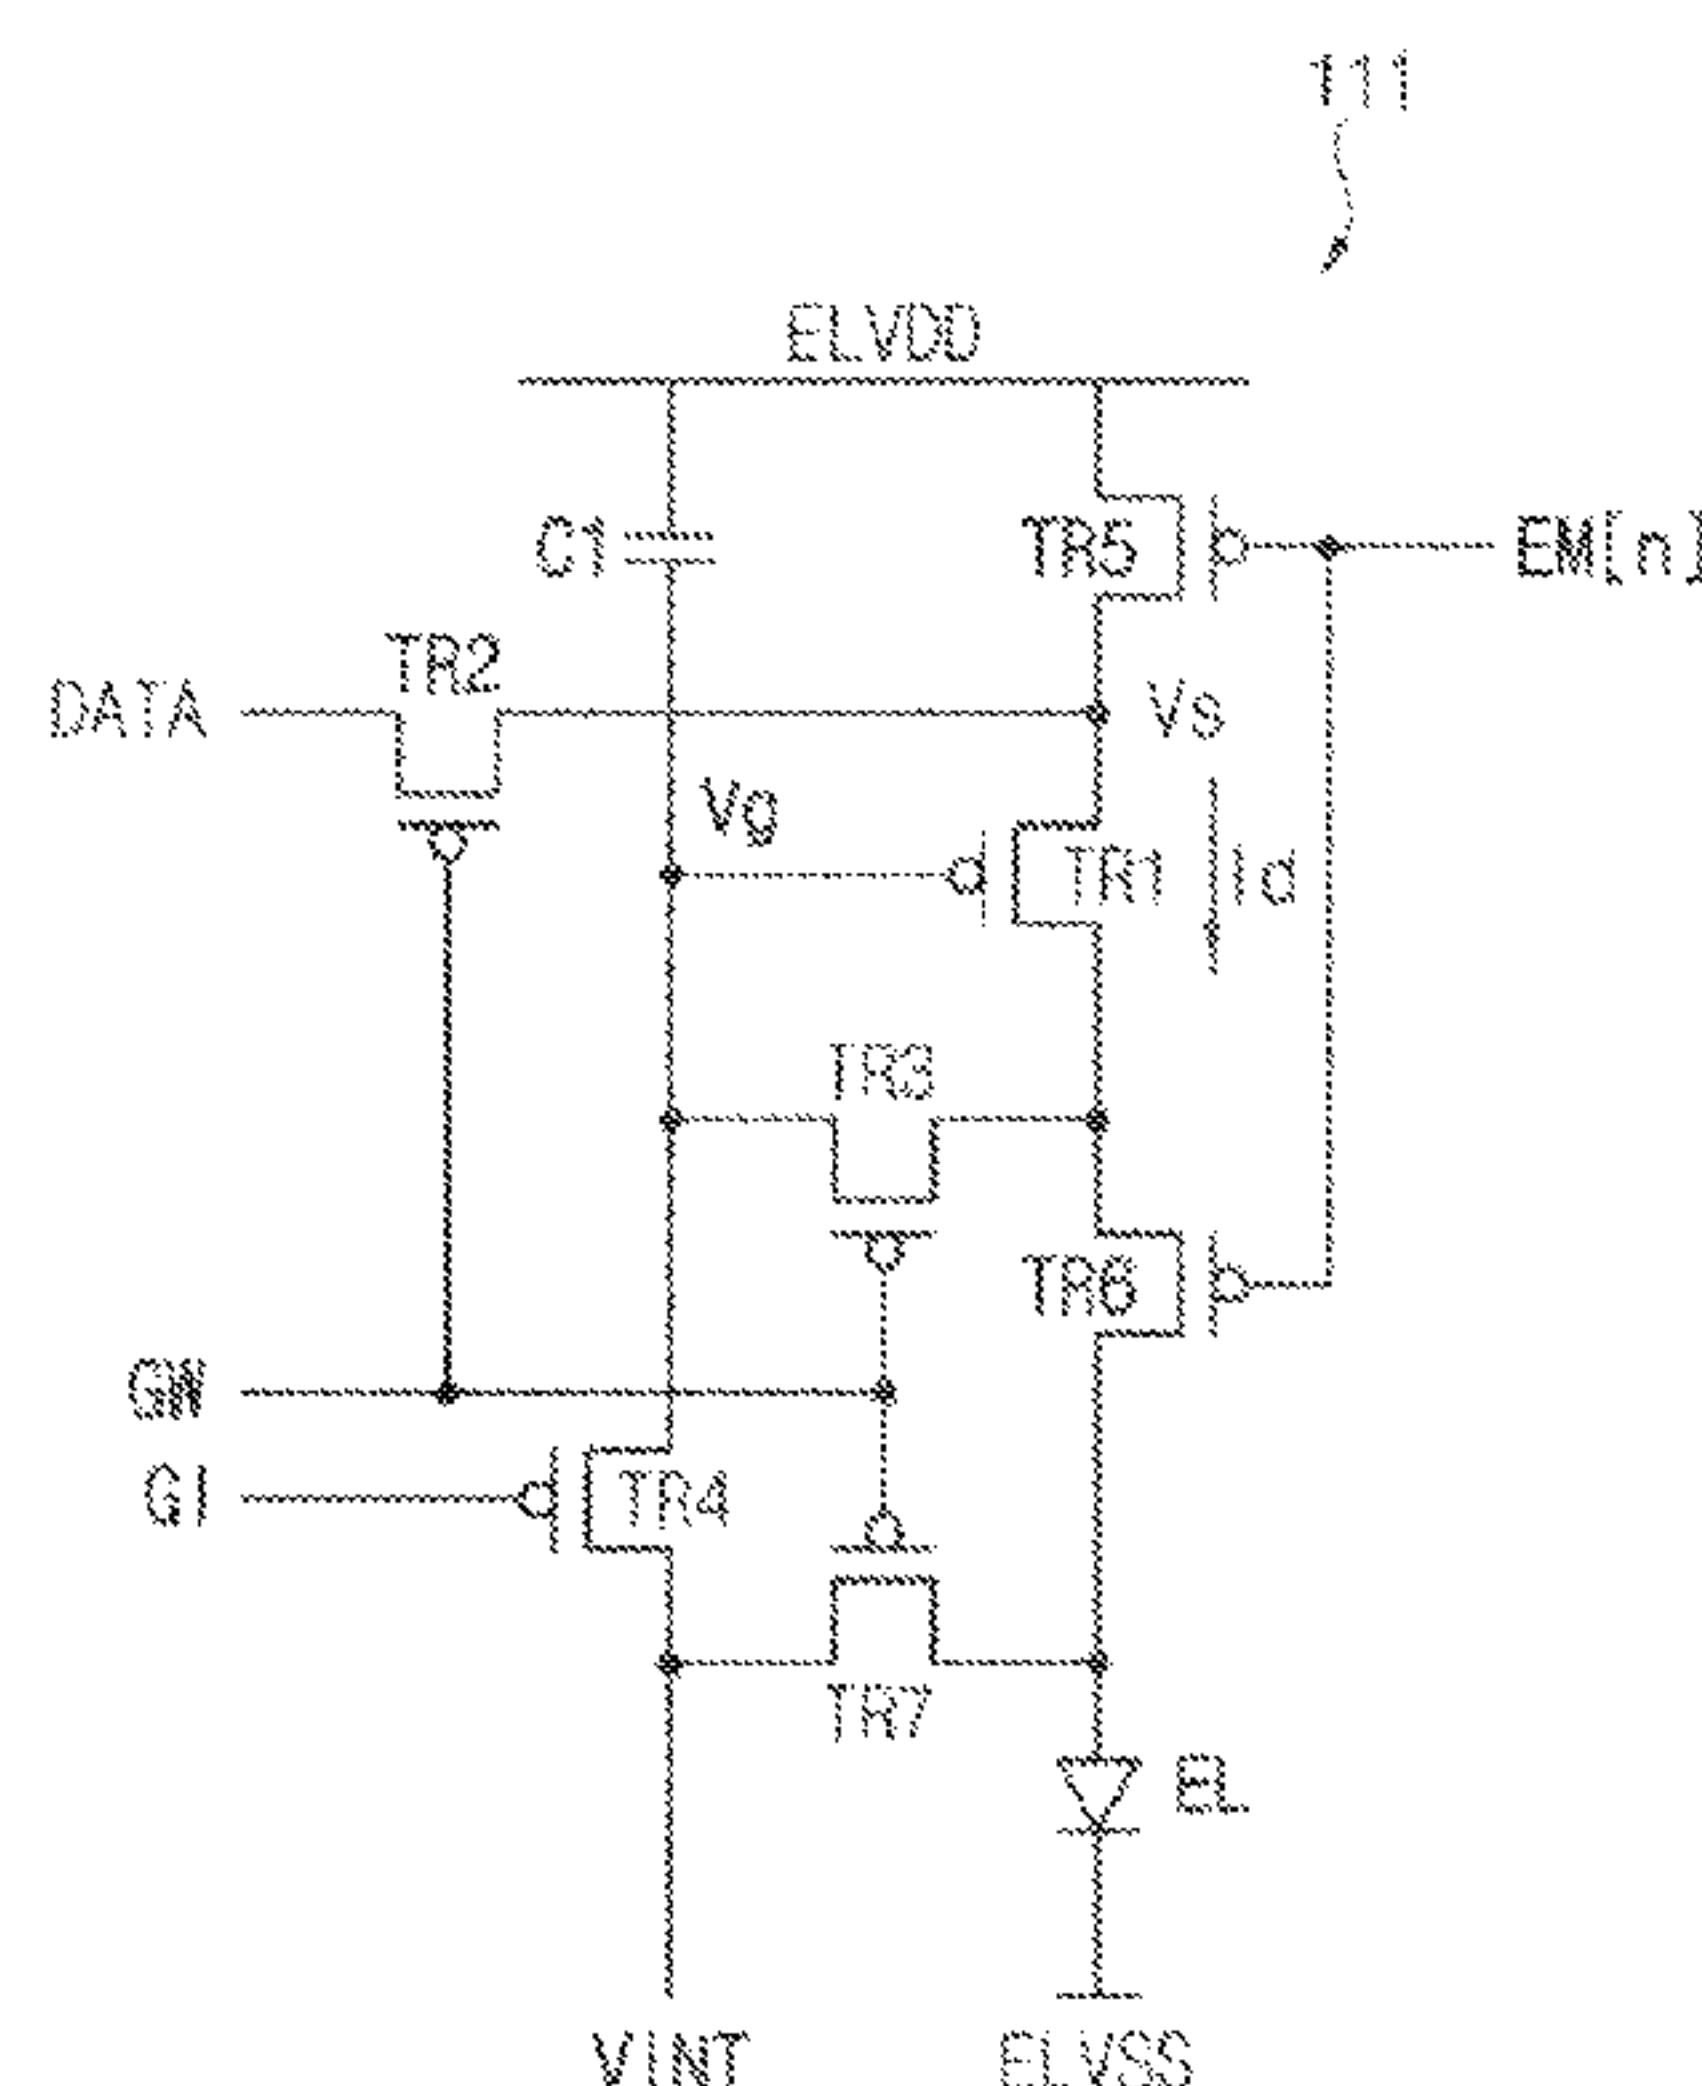 111
ELVDD
C1
TR5
EM[n]
TR2
DATA
Vs
Vg
TR1
Id
TR3
TR6
GW
GI
TR4
TR7
EL
VINT
ELVSS